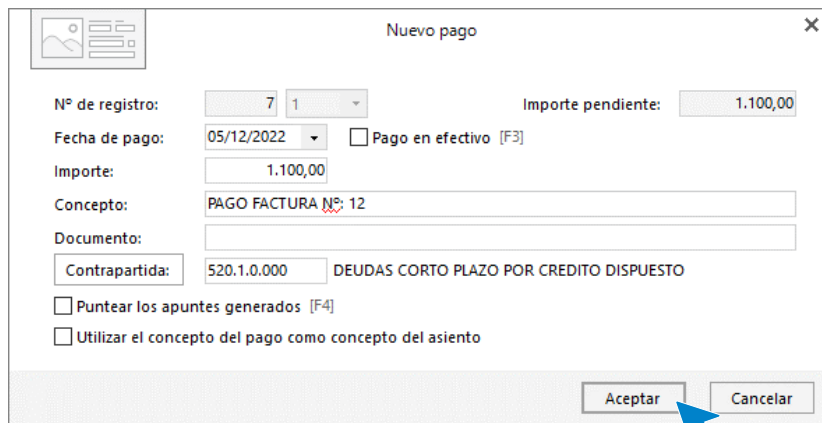 Nuevo pago
Nº de registro: 7 1 Importe pendiente: 1.100,00
Fecha de pago: 05/12/2022 Pago en efectivo [F3]
Importe: 1.100,00
Concepto: PAGO FACTURA Nº: 12
Documento:
Contrapartida: 520.1.0.000 DEUDAS CORTO PLAZO POR CREDITO DISPUESTO
Puntear los apuntes generados [F4]
Utilizar el concepto del pago como concepto del asiento
Aceptar Cancelar